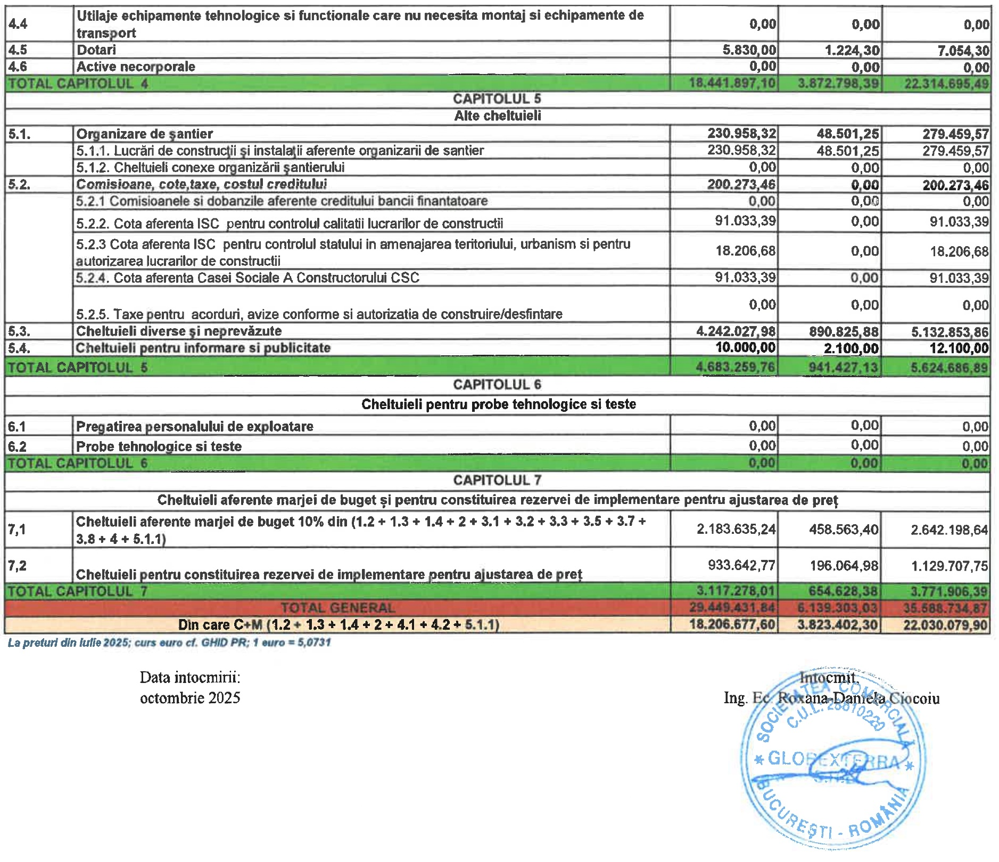 4.4 Utilaje echipamente tehnologice si functionale care nu necesita montaj si echipamente de transport 0,00 0,00 0,00
4.5 Dotari 5.830,00 1.224,30 7.054,30
4.6 Active necorporale 0,00 0,00 0,00
TOTAL CAPITOLUL 4 18.441.897,10 3.872.798,39 22.314.695,49
CAPITOLUL 5
Alte cheltuieli
5.1. Organizare de şantier 230.958,32 48.501,25 279.459,57
5.1.1. Lucrări de construcţii şi instalaţii aferente organizarii de santier 230.958,32 48.501,25 279.459,57
5.1.2. Cheltuieli conexe organizării şantierului 0,00 0,00 0,00
5.2. Comisioane, cote,taxe, costul creditului 200.273,46 0,00 200.273,46
5.2.1 Comisioanele si dobanzile aferente creditului bancii finantatoare 0,00 0,00 0,00
5.2.2. Cota aferenta ISC pentru controlul calitatii lucrarilor de constructii 91.033,39 0,00 91.033,39
5.2.3 Cota aferenta ISC pentru controlul statului in amenajarea teritoriului, urbanism si pentru autorizarea lucrarilor de constructii 18.206,68 0,00 18.206,68
5.2.4. Cota aferenta Casei Sociale A Constructorului CSC 91.033,39 0,00 91.033,39
5.2.5. Taxe pentru acorduri, avize conforme si autorizatia de construire/desfintare 0,00 0,00 0,00
5.3. Cheltuieli diverse şi neprevăzute 4.242.027,98 890.825,88 5.132.853,86
5.4. Cheltuieli pentru informare si publicitate 10.000,00 2.100,00 12.100,00
TOTAL CAPITOLUL 5 4.683.259,76 941.427,13 5.624.686,89
CAPITOLUL 6
Cheltuieli pentru probe tehnologice si teste
6.1 Pregatirea personalului de exploatare 0,00 0,00 0,00
6.2 Probe tehnologice si teste 0,00 0,00 0,00
TOTAL CAPITOLUL 6 0,00 0,00 0,00
CAPITOLUL 7
Cheltuieli aferente marjei de buget și pentru constituirea rezervei de implementare pentru ajustarea de preț
7,1 Cheltuieli aferente marjei de buget 10% din (1.2 + 1.3 + 1.4 + 2 + 3.1 + 3.2 + 3.3 + 3.5 + 3.7 + 3.8 + 4 + 5.1.1) 2.183.635,24 458.563,40 2.642.198,64
7,2 Cheltuieli pentru constituirea rezervei de implementare pentru ajustarea de preț 933.642,77 196.064,98 1.129.707,75
TOTAL CAPITOLUL 7 3.117.278,01 654.628,38 3.771.906,39
TOTAL GENERAL 29.449.431,84 6.139.303,03 35.588.734,87
Din care C+M (1.2 + 1.3 + 1.4 + 2 + 4.1 + 4.2 + 5.1.1) 18.206.677,60 3.823.402,30 22.030.079,90
La preturi din iulie 2025; curs euro cf. GHID PR; 1 euro = 5,0731
Data intocmirii:
octombrie 2025
Intocmit,
Ing. Ec. Roxana-Daniela Ciocoiu
SOCIETATEA COMERCIALĂ
C.U.I. 28610220
* GLOBEXTERRA *
S.R.L.
BUCUREŞTI - ROMÂNIA